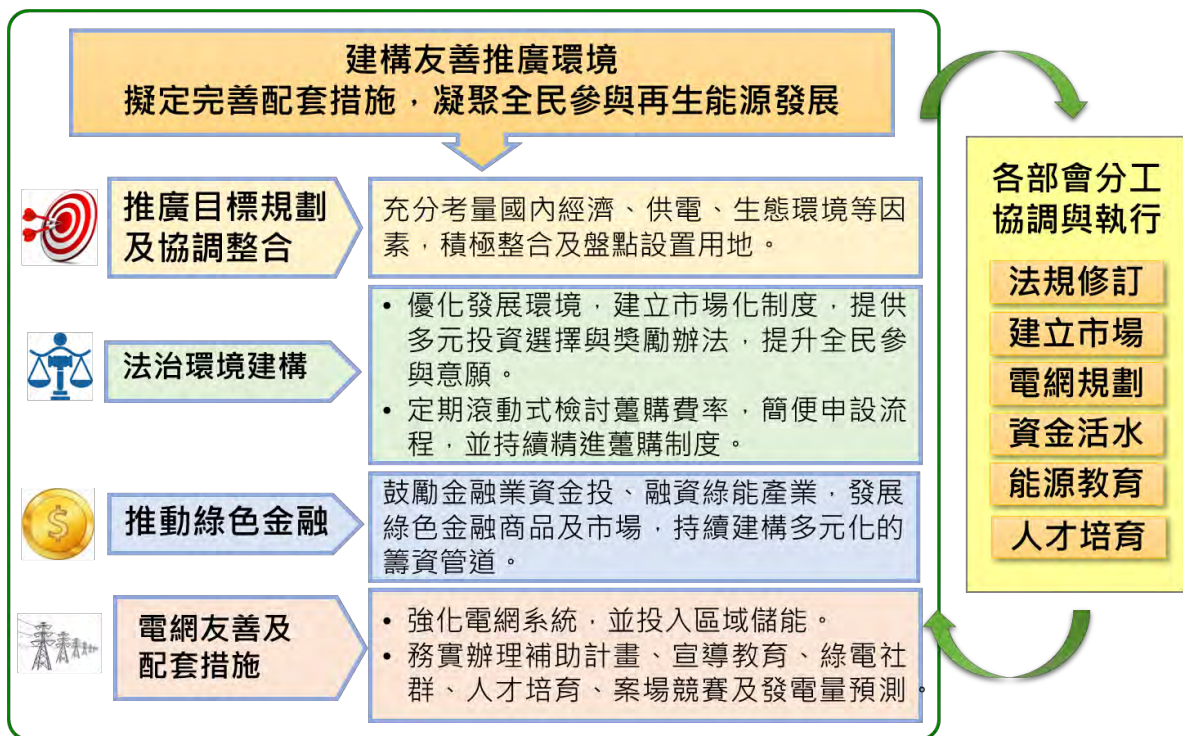 建構友善推廣環境
擬定完善配套措施，凝聚全民參與再生能源發展
推廣目標規劃
及協調整合
充分考量國內經濟、供電、生態環境等因
素，積極整合及盤點設置用地。
法治環境建構
• 優化發展環境，建立市場化制度，提供
多元投資選擇與獎勵辦法，提升全民參
與意願。
• 定期滾動式檢討躉購費率，簡便申設流
程，並持續精進躉購制度。
$
推動綠色金融
鼓勵金融業資金投、融資綠能產業，發展
綠色金融商品及市場，持續建構多元化的
籌資管道。
電網友善及
配套措施
• 強化電網系統，並投入區域儲能。
• 務實辦理補助計畫、宣導教育、綠電社
群、人才培育、案場競賽及發電量預測。
各部會分工
協調與執行
法規修訂
建立市場
電網規劃
資金活水
能源教育
人才培育